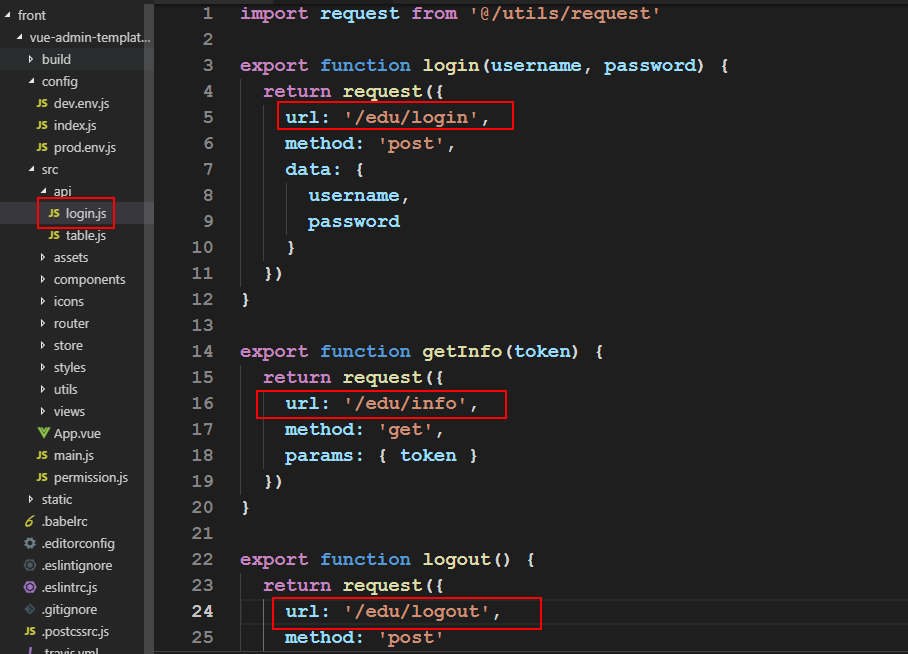 front
vue-admin-templat...
build
config
JS dev.env.js
JS index.js
JS prod.env.js
src
api
JS login.js
JS table.js
assets
components
icons
router
store
styles
utils
views
App.vue
JS main.js
JS permission.js
static
.babelrc
.editorconfig
.eslintignore
.eslintrc.js
.gitignore
JS .postcssrc.js
.travis.yml
1 import request from '@/utils/request'
2
3 export function login(username, password) {
4 return request({
5 url: '/edu/login',
6 method: 'post',
7 data: {
8 username,
9 password
10 }
11 })
12 }
13
14 export function getInfo(token) {
15 return request({
16 url: '/edu/info',
17 method: 'get',
18 params: { token }
19 })
20 }
21
22 export function logout() {
23 return request({
24 url: '/edu/logout',
25 method: 'post'